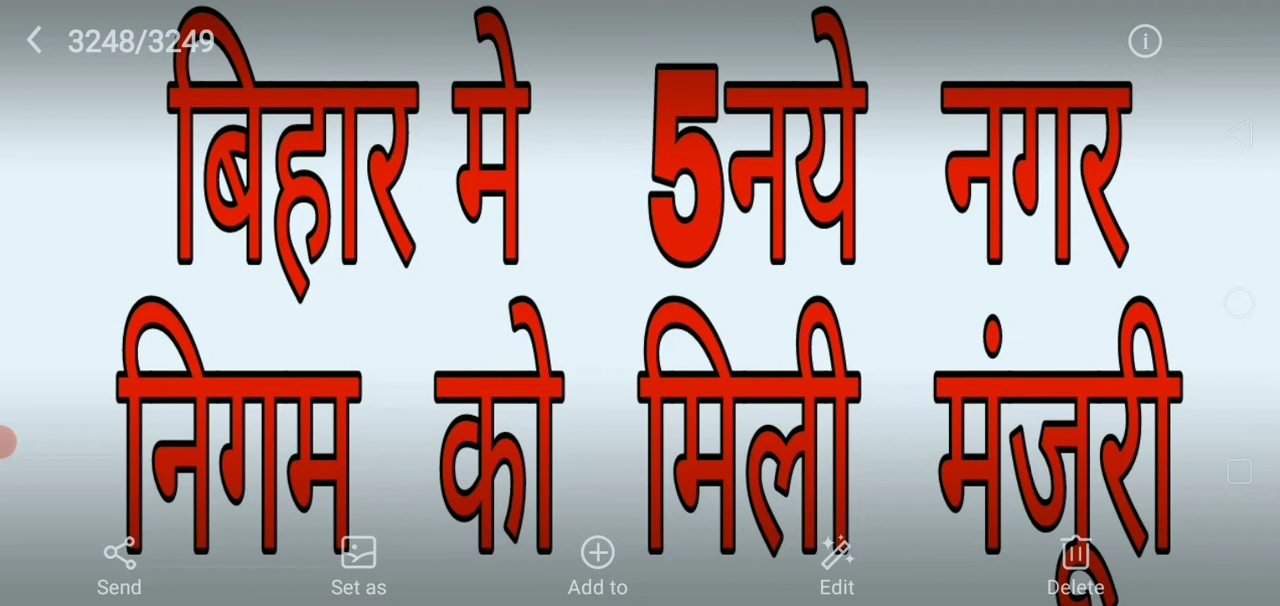 3248/3249
बिहार मे 5नये नगर
निगम को मिली मंजूरी
Send Set as Add to Edit Delete